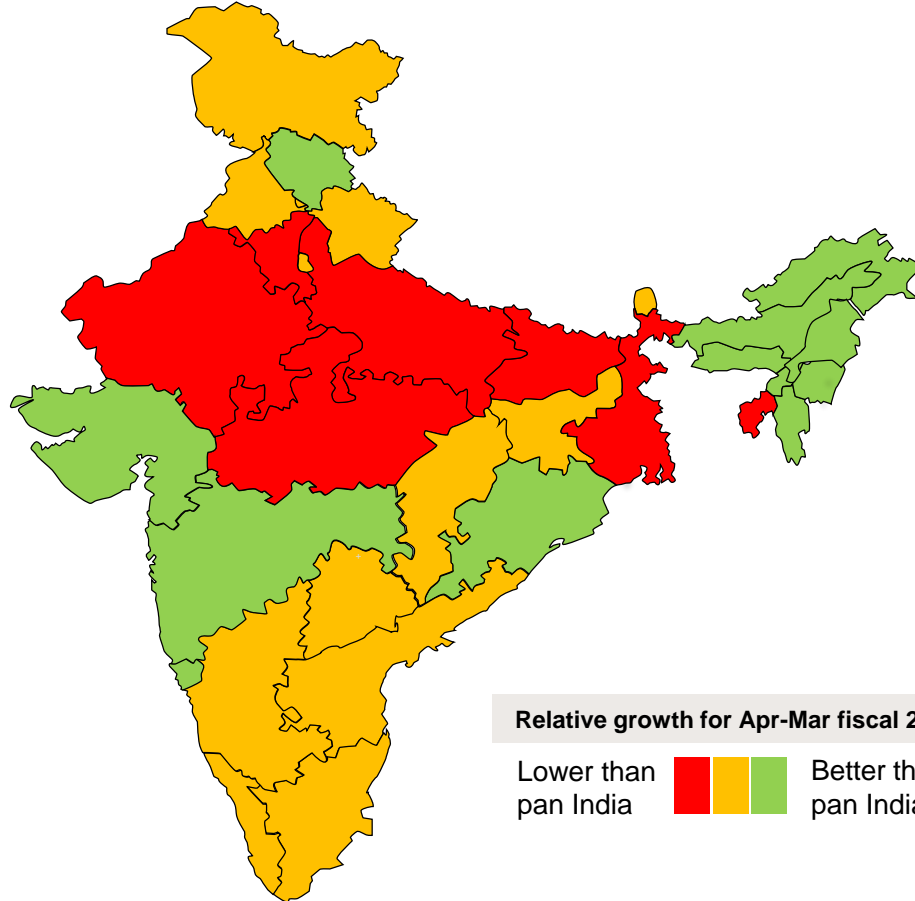 Relative growth for Apr-Mar fiscal 2
Lower than
pan India
Better th
pan India